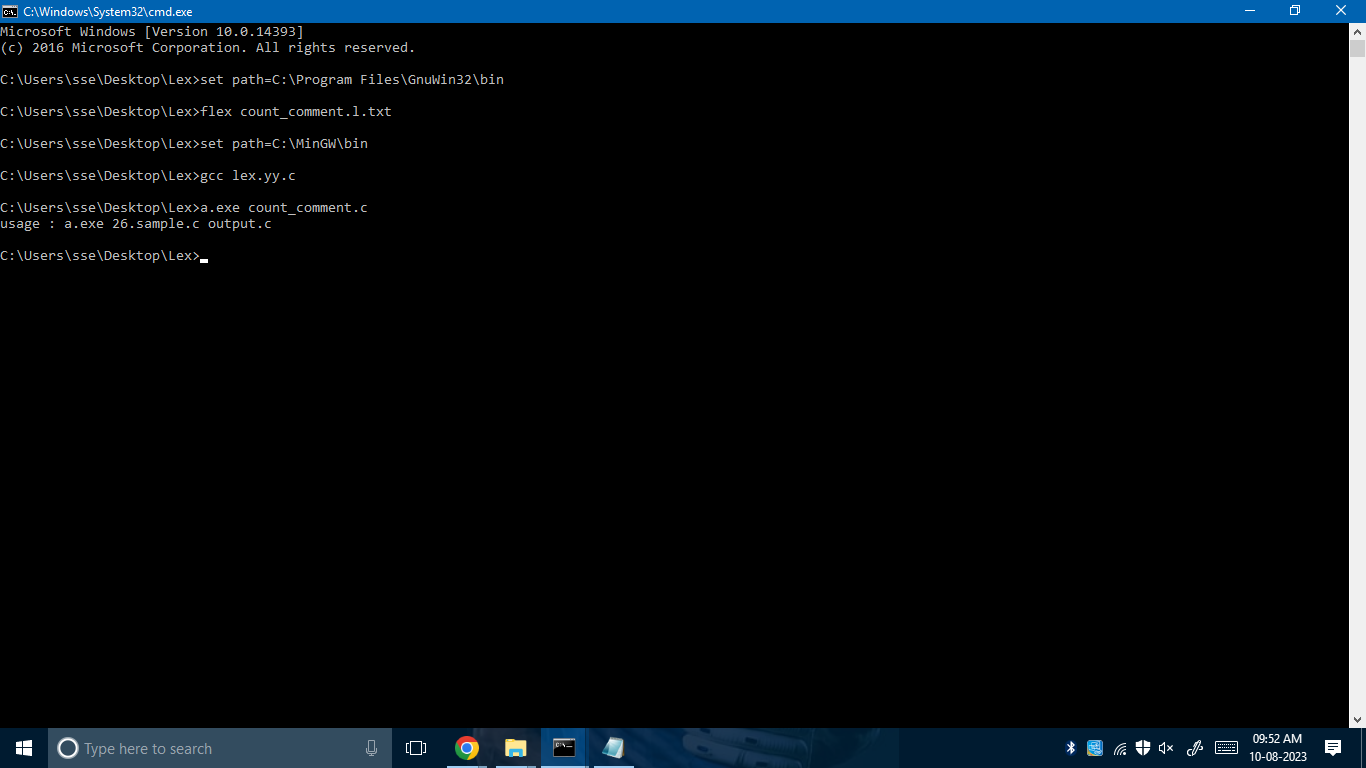 C:\Windows\System32\cmd.exe
Microsoft Windows [Version 10.0.14393]
(c) 2016 Microsoft Corporation. All rights reserved.
C:\Users\sse\Desktop\Lex>set path=C:\Program Files\GnuWin32\bin
C:\Users\sse\Desktop\Lex>flex count_comment.l.txt
C:\Users\sse\Desktop\Lex>set path=C:\MinGW\bin
C:\Users\sse\Desktop\Lex>gcc lex.yy.c
C:\Users\sse\Desktop\Lex>a.exe count_comment.c
usage : a.exe 26.sample.c output.c
C:\Users\sse\Desktop\Lex>
Type here to search
09:52 AM
10-08-2023